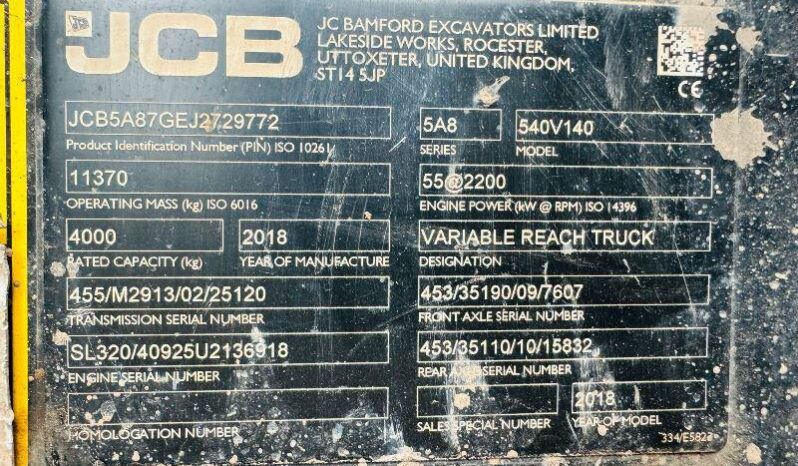 JCB
JC BAMFORD EXCAVATORS LIMITED
LAKESIDE WORKS, ROCESTER,
UTTOXETER, UNITED KINGDOM,
ST14 5JP
CE
JCB5A87GEJ2729772
Product Identification Number (PIN) ISO 10261
5A8
SERIES
540V140
MODEL
11370
OPERATING MASS (kg) ISO 6016
55@2200
ENGINE POWER (kW @ RPM) ISO 14396
4000
RATED CAPACITY (kg)
2018
YEAR OF MANUFACTURE
VARIABLE REACH TRUCK
DESIGNATION
455/M2913/02/25120
TRANSMISSION SERIAL NUMBER
453/35190/09/7607
FRONT AXLE SERIAL NUMBER
SL320/40925U2136918
ENGINE SERIAL NUMBER
453/35110/10/15832
REAR AXLE SERIAL NUMBER
HOMOLOGATION NUMBER
SALES SPECIAL NUMBER
2018
YEAR OF MODEL